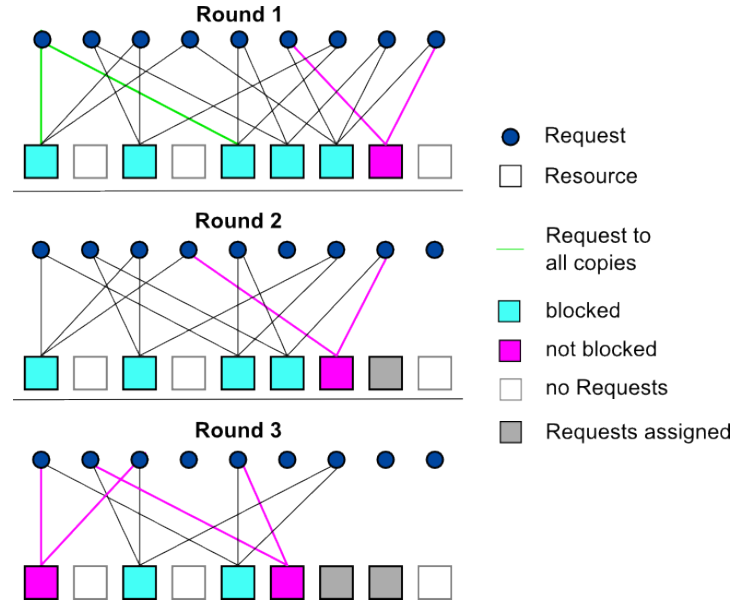 Round 1
Request
Resource
Round 2
Request to
all copies
blocked
not blocked
no Requests
Round 3
Requests assigned